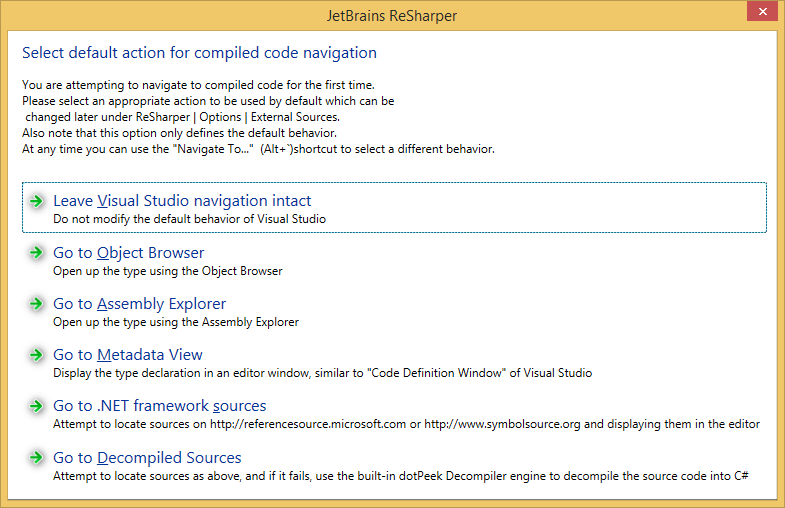 JetBrains ReSharper
Select default action for compiled code navigation
You are attempting to navigate to compiled code for the first time.
Please select an appropriate action to be used by default which can be
changed later under ReSharper | Options | External Sources.
Also note that this option only defines the default behavior.
At any time you can use the "Navigate To..."  (Alt+`)shortcut to select a different behavior.
Leave Visual Studio navigation intact
Do not modify the default behavior of Visual Studio
Go to Object Browser
Open up the type using the Object Browser
Go to Assembly Explorer
Open up the type using the Assembly Explorer
Go to Metadata View
Display the type declaration in an editor window, similar to "Code Definition Window" of Visual Studio
Go to .NET framework sources
Attempt to locate sources on http://referencesource.microsoft.com or http://www.symbolsource.org and displaying them in the editor
Go to Decompiled Sources
Attempt to locate sources as above, and if it fails, use the built-in dotPeek Decompiler engine to decompile the source code into C#